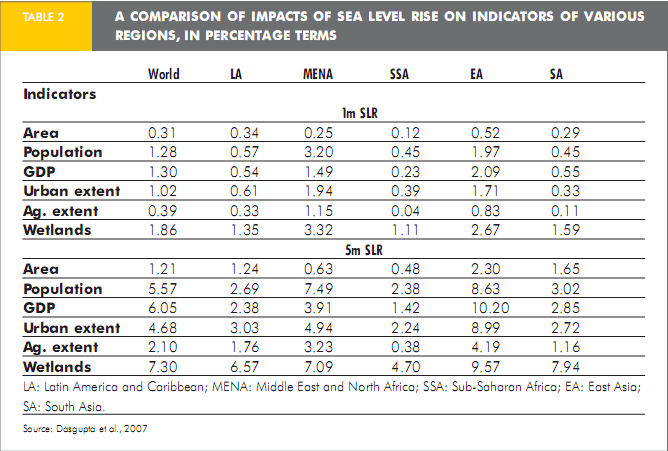 TABLE 2
A COMPARISON OF IMPACTS OF SEA LEVEL RISE ON INDICATORS OF VARIOUS
REGIONS, IN PERCENTAGE TERMS
World LA MENA SSA EA SA
Indicators
1m SLR
Area 0.31 0.34 0.25 0.12 0.52 0.29
Population 1.28 0.57 3.20 0.45 1.97 0.45
GDP 1.30 0.54 1.49 0.23 2.09 0.55
Urban extent 1.02 0.61 1.94 0.39 1.71 0.33
Ag. extent 0.39 0.33 1.15 0.04 0.83 0.11
Wetlands 1.86 1.35 3.32 1.11 2.67 1.59
5m SLR
Area 1.21 1.24 0.63 0.48 2.30 1.65
Population 5.57 2.69 7.49 2.38 8.63 3.02
GDP 6.05 2.38 3.91 1.42 10.20 2.85
Urban extent 4.68 3.03 4.94 2.24 8.99 2.72
Ag. extent 2.10 1.76 3.23 0.38 4.19 1.16
Wetlands 7.30 6.57 7.09 4.70 9.57 7.94
LA: Latin America and Caribbean; MENA: Middle East and North Africa; SSA: Sub-Saharan Africa; EA: East Asia;
SA: South Asia.
Source: Dasgupta et al., 2007